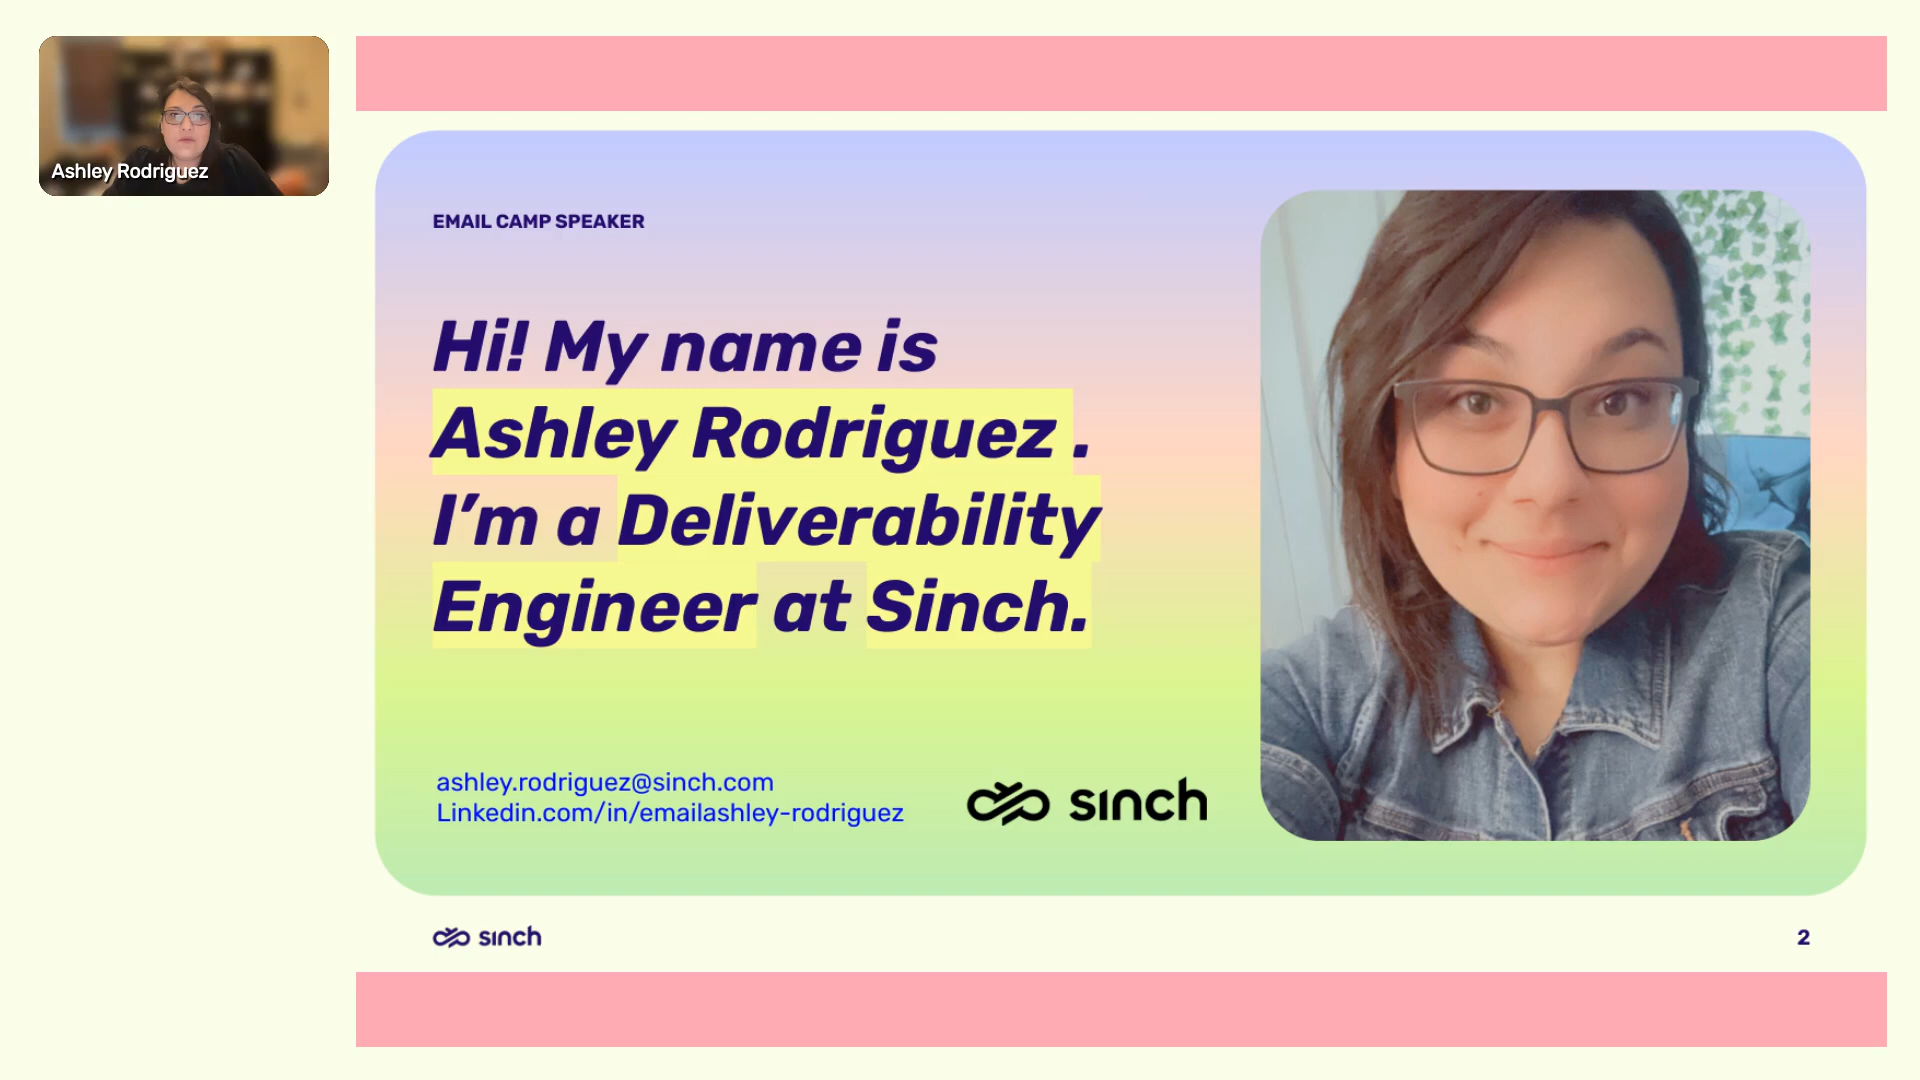 Ashley Rodriguez
EMAIL CAMP SPEAKER
Hi! My name is
Ashley Rodriguez .
I’m a Deliverability
Engineer at Sinch.
ashley.rodriguez@sinch.com
Linkedin.com/in/emailashley-rodriguez
sinch
sinch
2